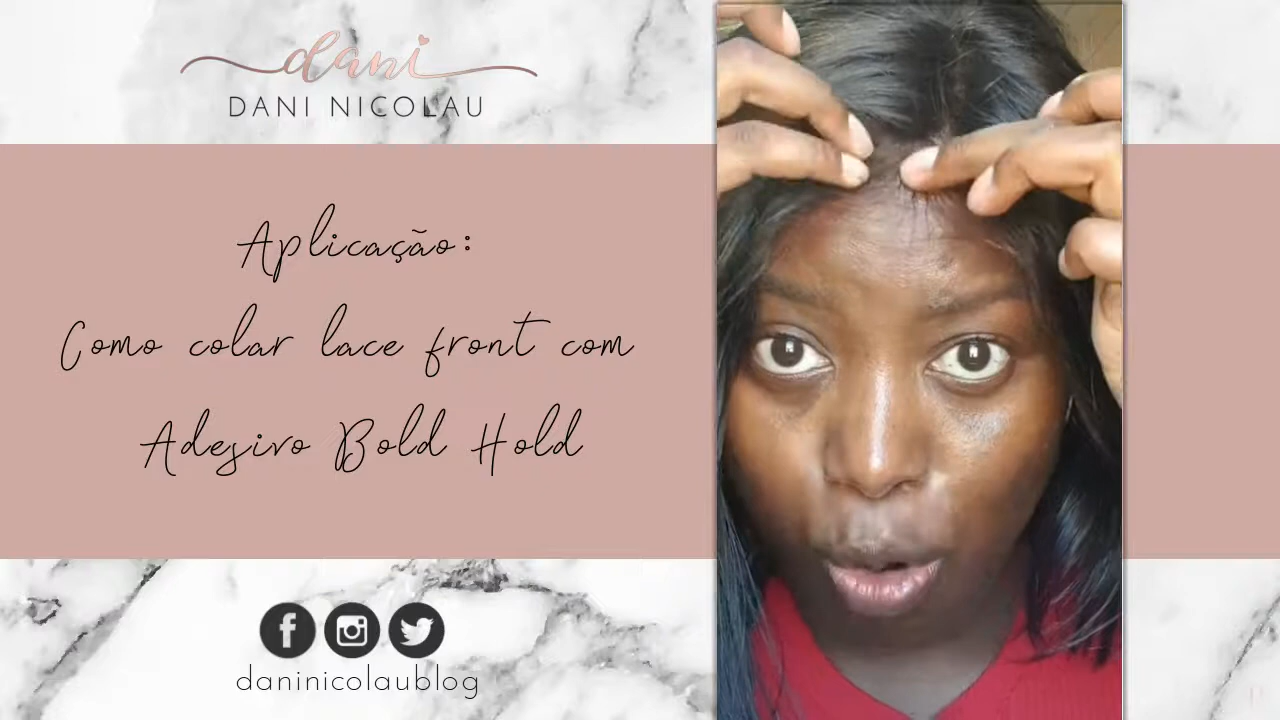 dani
DANI NICOLAU
Aplicação:
Como colar lace front com
Adesivo Bold Hold
daninicolaublog